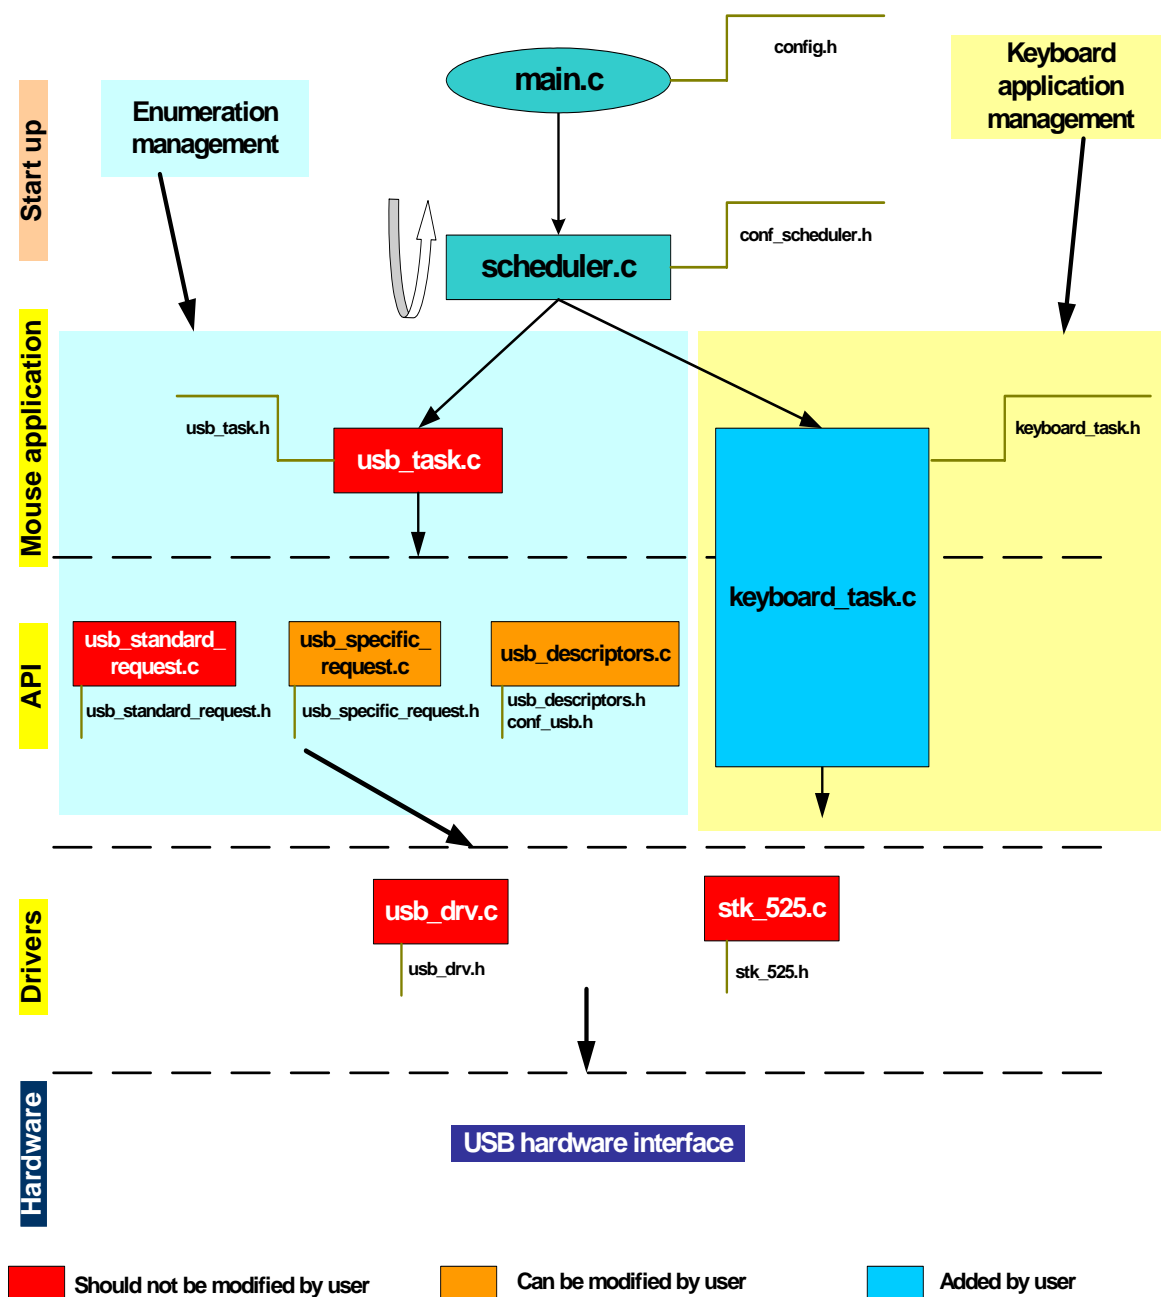 config.h
main.c
Keyboard
application
management
Enumeration
management
Start up
conf_scheduler.h
scheduler.c
Mouse application
usb_task.h
usb_task.c
keyboard_task.h
keyboard_task.c
API
usb_standard_
request.c
usb_standard_request.h
usb_specific_
request.c
usb_specific_request.h
usb_descriptors.c
usb_descriptors.h
conf_usb.h
Drivers
usb_drv.c
usb_drv.h
stk_525.c
stk_525.h
Hardware
USB hardware interface
Should not be modified by user
Can be modified by user
Added by user